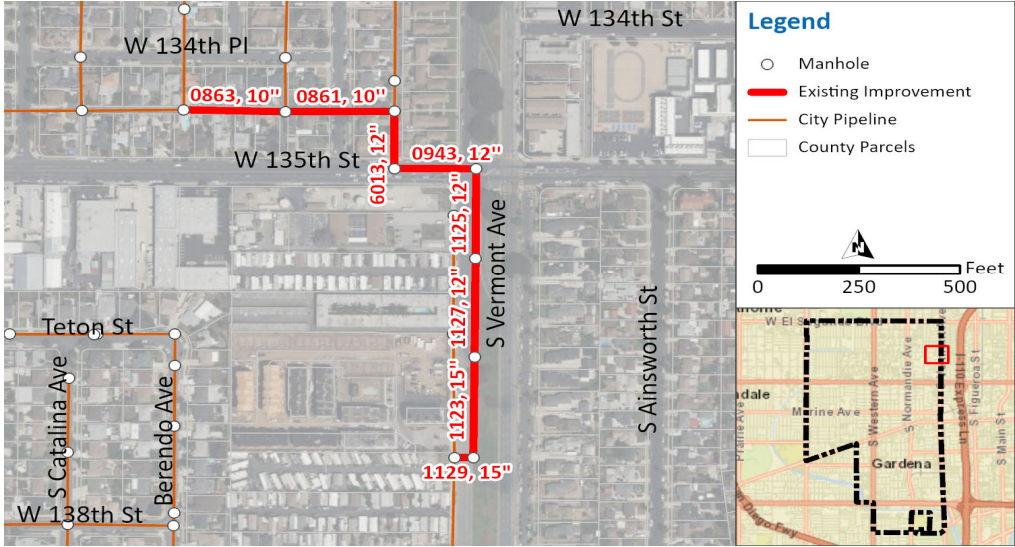 W 134th St
W 134th Pl
0863, 10''
0861, 10''
6013, 12''
W 135th St
0943, 12''
1125, 12''
S Vermont Ave
1127, 12''
1123, 15''
1129, 15"
S Ainsworth St
Teton St
S Catalina Ave
Berendo Ave
W 138th St
Legend
Manhole
Existing Improvement
City Pipeline
County Parcels
N
Feet
0 250 500
W El Segundo Blvd
ndale
Prairie Ave
Marine Ave
S Western Ave
S Normandie Ave
I-110 Express Ln
S Figueroa St
S Main St
Gardena
n Diego Fwy